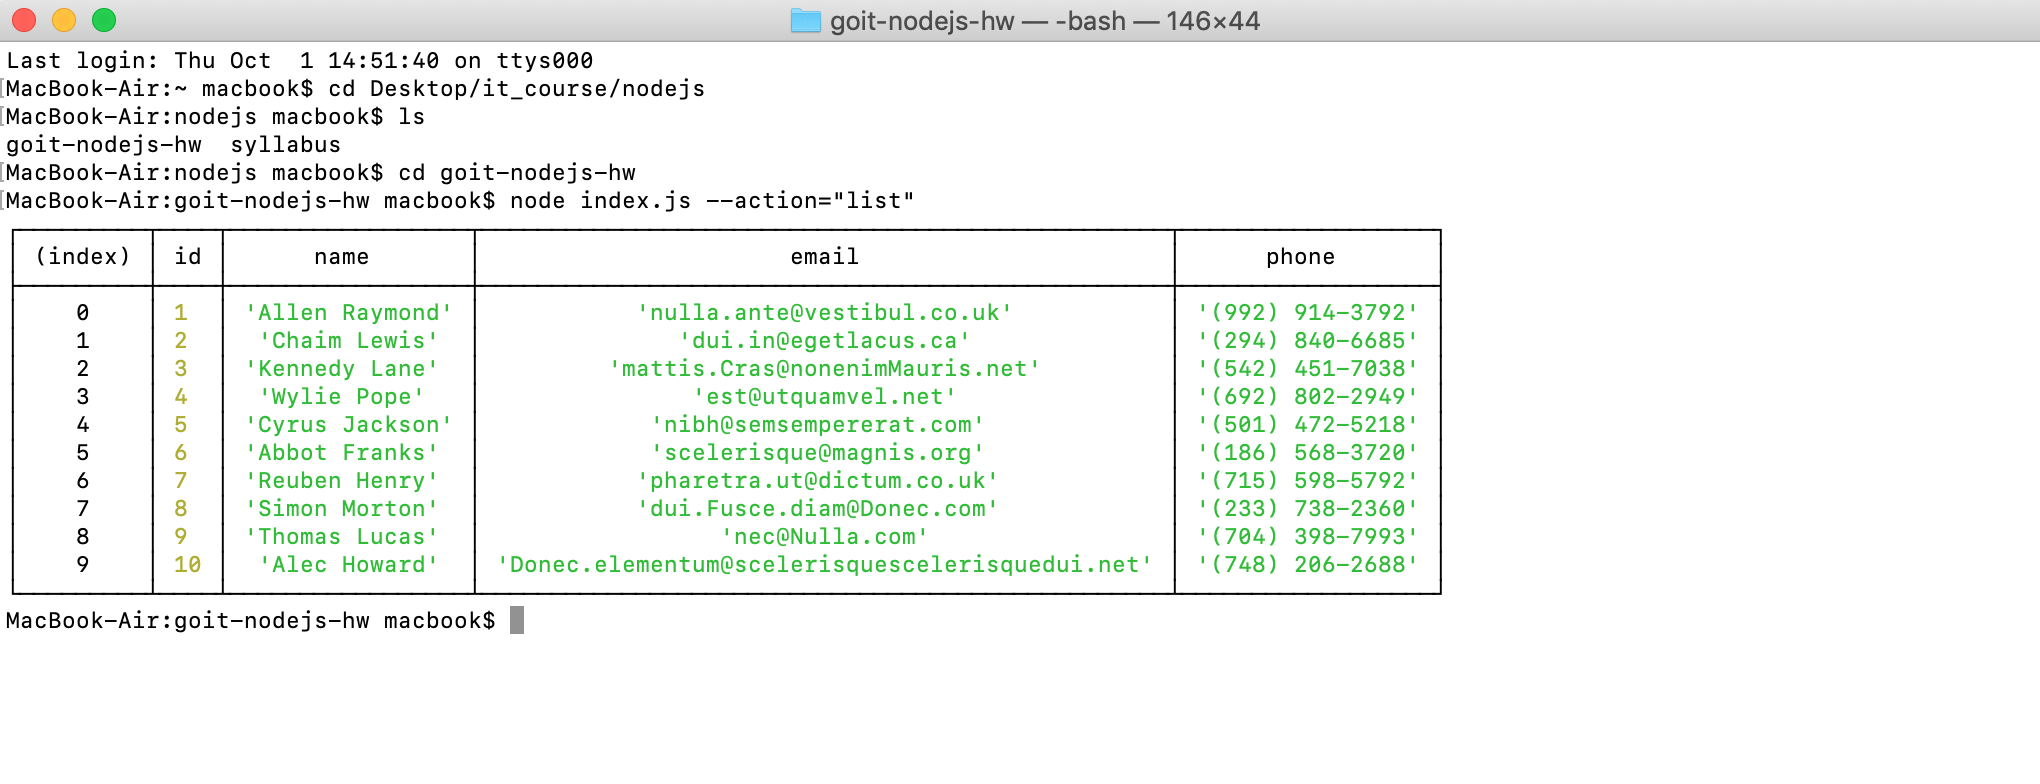 goit-nodejs-hw — -bash — 146×44
Last login: Thu Oct  1 14:51:40 on ttys000
MacBook-Air:~ macbook$ cd Desktop/it_course/nodejs
MacBook-Air:nodejs macbook$ ls
goit-nodejs-hw  syllabus
MacBook-Air:nodejs macbook$ cd goit-nodejs-hw
MacBook-Air:goit-nodejs-hw macbook$ node index.js --action="list"
(index) id name email phone
0 1 'Allen Raymond' 'nulla.ante@vestibul.co.uk' '(992) 914-3792'
1 2 'Chaim Lewis' 'dui.in@egetlacus.ca' '(294) 840-6685'
2 3 'Kennedy Lane' 'mattis.Cras@nonenimMauris.net' '(542) 451-7038'
3 4 'Wylie Pope' 'est@utquamvel.net' '(692) 802-2949'
4 5 'Cyrus Jackson' 'nibh@semsempererat.com' '(501) 472-5218'
5 6 'Abbot Franks' 'scelerisque@magnis.org' '(186) 568-3720'
6 7 'Reuben Henry' 'pharetra.ut@dictum.co.uk' '(715) 598-5792'
7 8 'Simon Morton' 'dui.Fusce.diam@Donec.com' '(233) 738-2360'
8 9 'Thomas Lucas' 'nec@Nulla.com' '(704) 398-7993'
9 10 'Alec Howard' 'Donec.elementum@scelerisquescelerisquedui.net' '(748) 206-2688'
MacBook-Air:goit-nodejs-hw macbook$